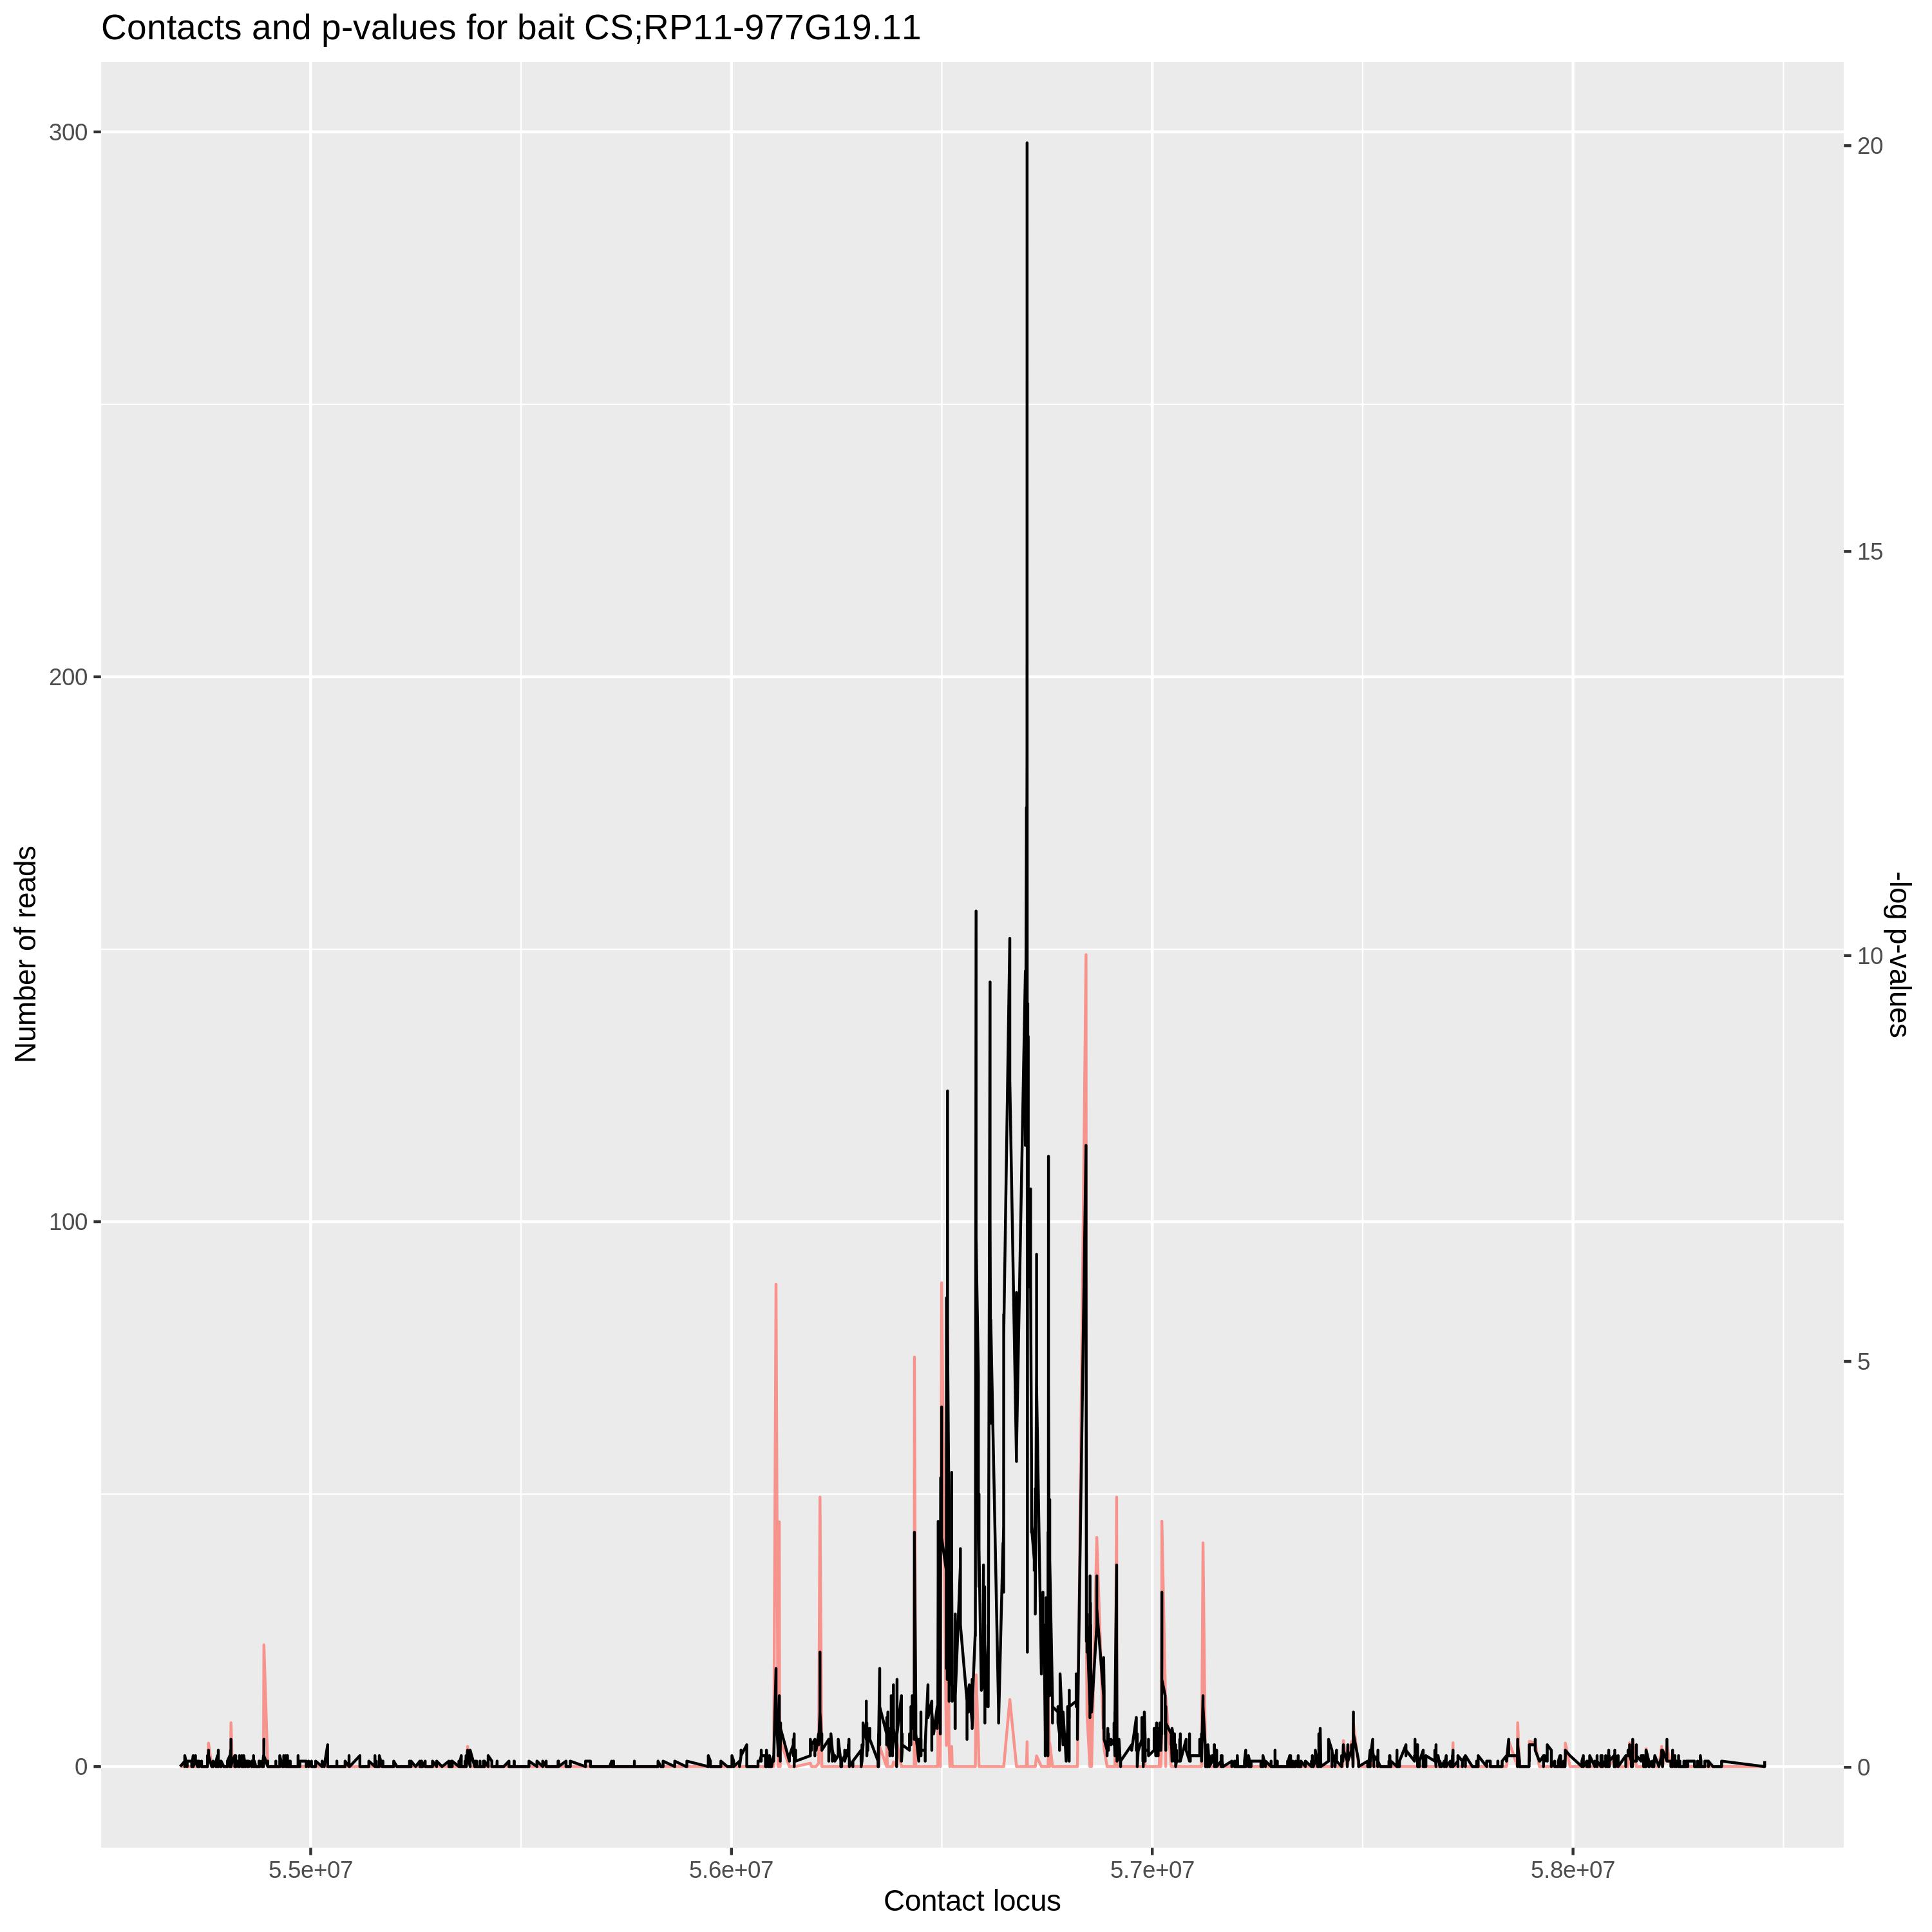 Contacts and p-values for bait CS;RP11-977G19.11
300
200
100
0
Number of reads
20
15
10
5
0
-log p-values
5.5e+07
5.6e+07
5.7e+07
5.8e+07
Contact locus